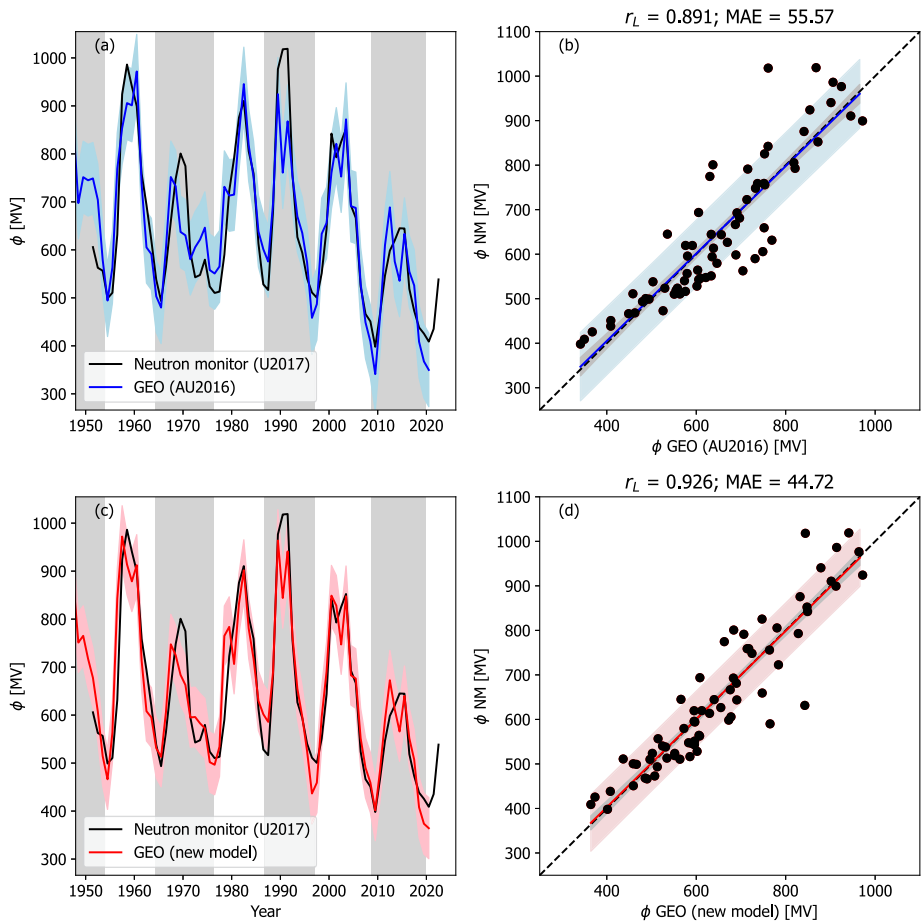 r_L = 0.891; MAE = 55.57
(a)
1000
900
800
700
600
500
400
300
ϕ [MV]
Neutron monitor (U2017)
GEO (AU2016)
1950 1960 1970 1980 1990 2000 2010 2020
(b)
1100
1000
900
800
700
600
500
400
300
ϕ NM [MV]
400 600 800 1000
ϕ GEO (AU2016) [MV]
r_L = 0.926; MAE = 44.72
(c)
1000
900
800
700
600
500
400
300
ϕ [MV]
Neutron monitor (U2017)
GEO (new model)
1950 1960 1970 1980 1990 2000 2010 2020
Year
(d)
1100
1000
900
800
700
600
500
400
300
ϕ NM [MV]
400 600 800 1000
ϕ GEO (new model) [MV]